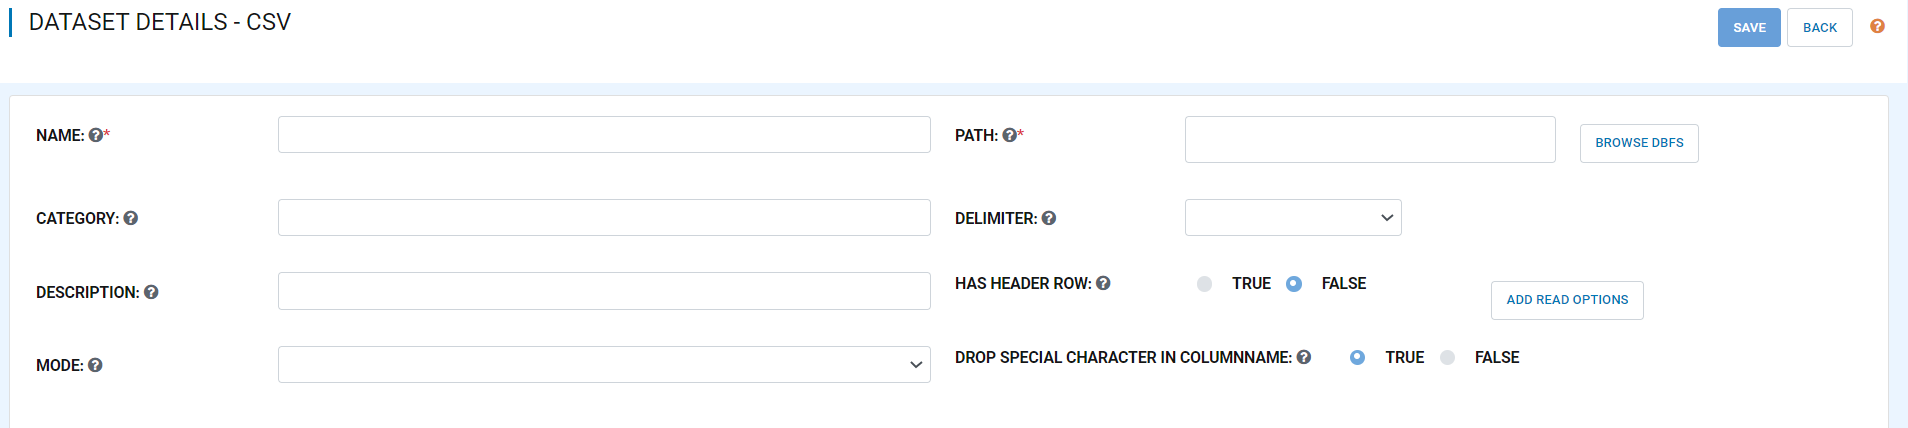 DATASET DETAILS - CSV
SAVE
BACK
?
NAME: ?*
PATH: ?*
BROWSE DBFS
CATEGORY: ?
DELIMITER: ?
DESCRIPTION: ?
HAS HEADER ROW: ? TRUE FALSE
ADD READ OPTIONS
MODE: ?
DROP SPECIAL CHARACTER IN COLUMNNAME: ? TRUE FALSE